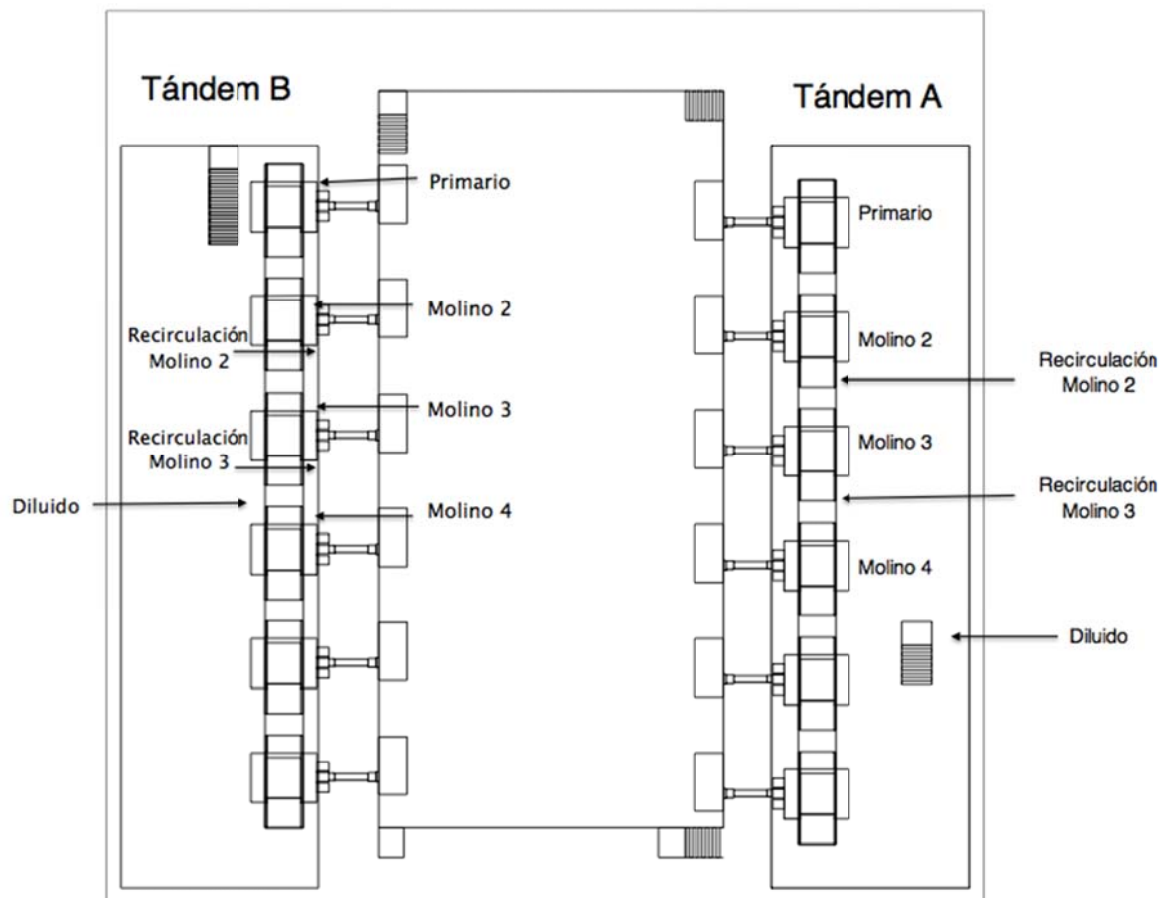 Tándem B
Tándem A
Primario
Primario
Molino 2
Molino 2
Recirculación
Molino 2
Recirculación
Molino 2
Molino 3
Molino 3
Recirculación
Molino 3
Recirculación
Molino 3
Diluido
Molino 4
Molino 4
Diluido